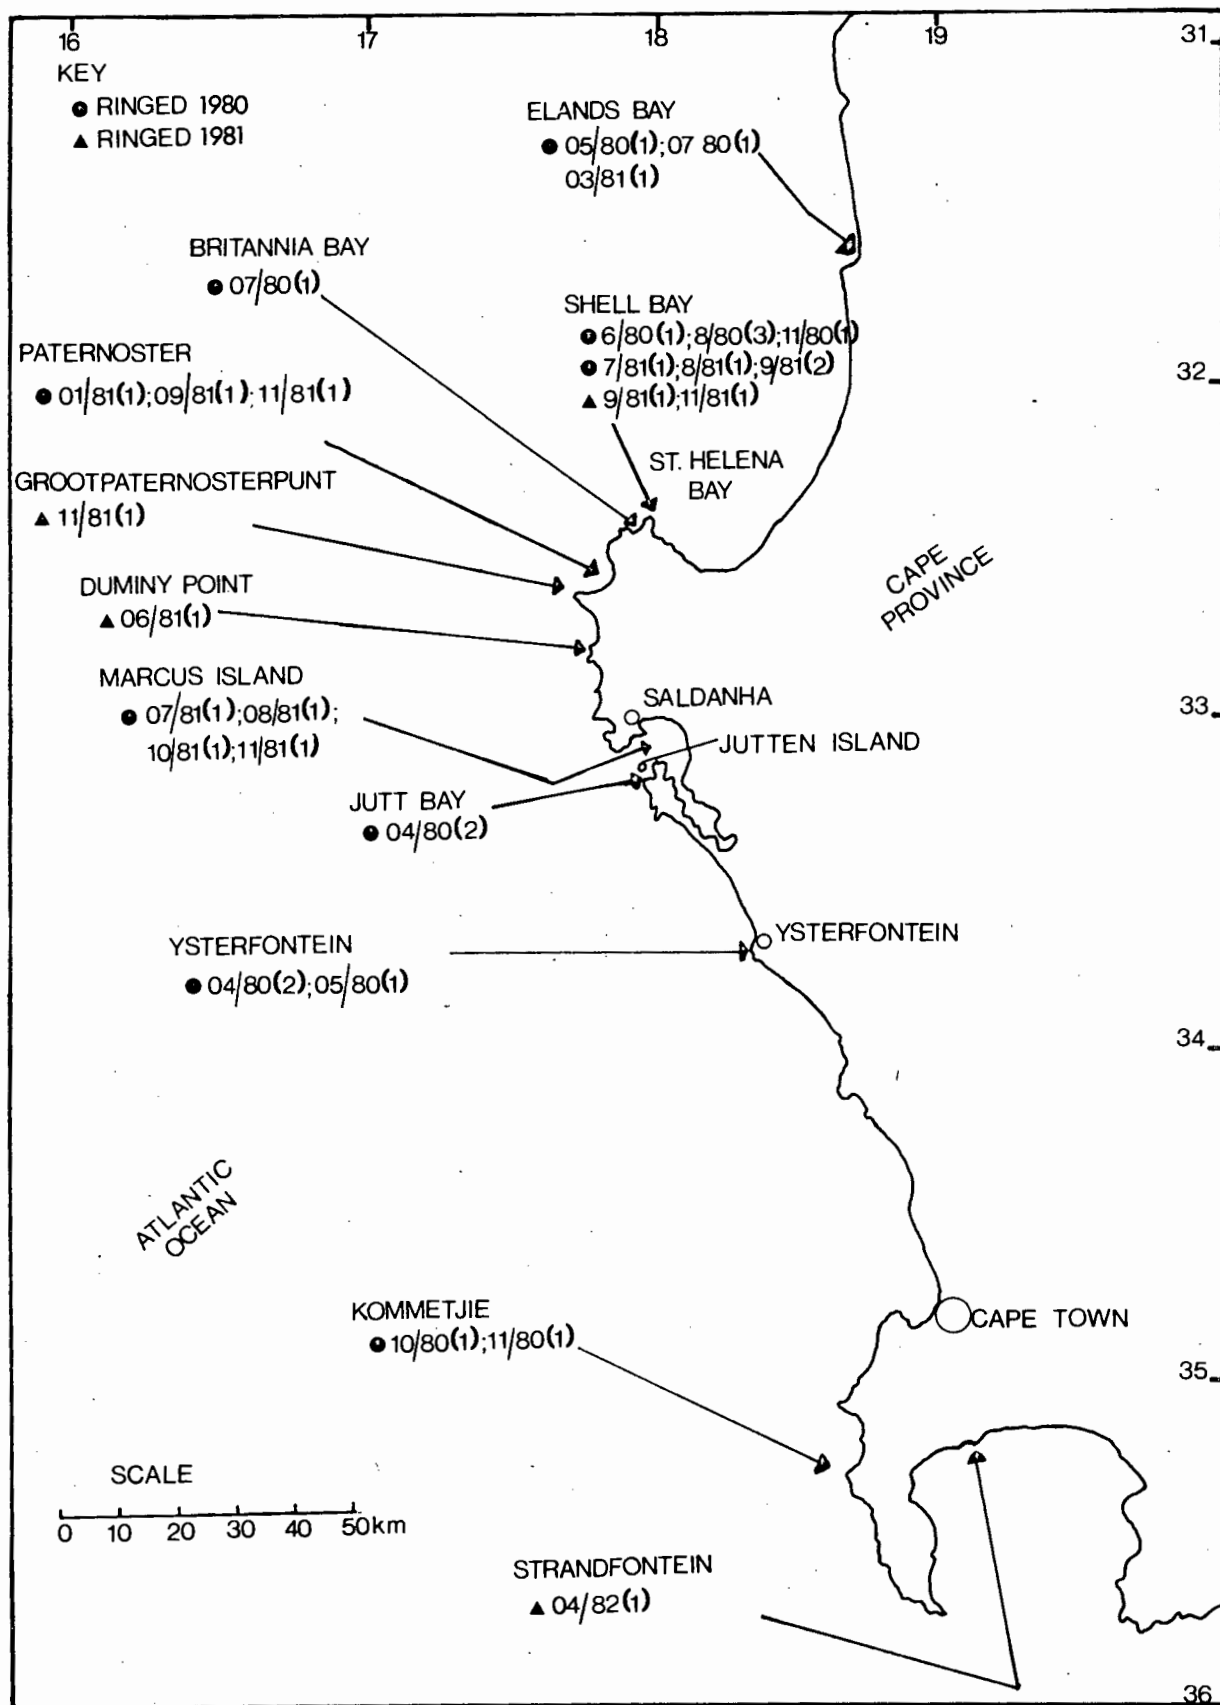 16 17 18 19 31
KEY
● RINGED 1980
▲ RINGED 1981
ELANDS BAY
● 05/80(1);07 80(1)
03/81(1)
BRITANNIA BAY
● 07/80(1)
SHELL BAY
● 6/80(1);8/80(3);11/80(1)
● 7/81(1);8/81(1);9/81(2)
▲ 9/81(1);11/81(1)
PATERNOSTER
● 01/81(1);09/81(1);11/81(1)
32
ST. HELENA
BAY
GROOTPATERNOSTERPUNT
▲ 11/81(1)
CAPE
PROVINCE
DUMINY POINT
▲ 06/81(1)
MARCUS ISLAND
● 07/81(1);08/81(1);
10/81(1);11/81(1)
SALDANHA
33
JUTTEN ISLAND
JUTT BAY
● 04/80(2)
YSTERFONTEIN
YSTERFONTEIN
● 04/80(2);05/80(1)
34
ATLANTIC
OCEAN
KOMMETJIE
● 10/80(1);11/80(1)
CAPE TOWN
35
SCALE
0 10 20 30 40 50km
STRANDFONTEIN
▲ 04/82(1)
36